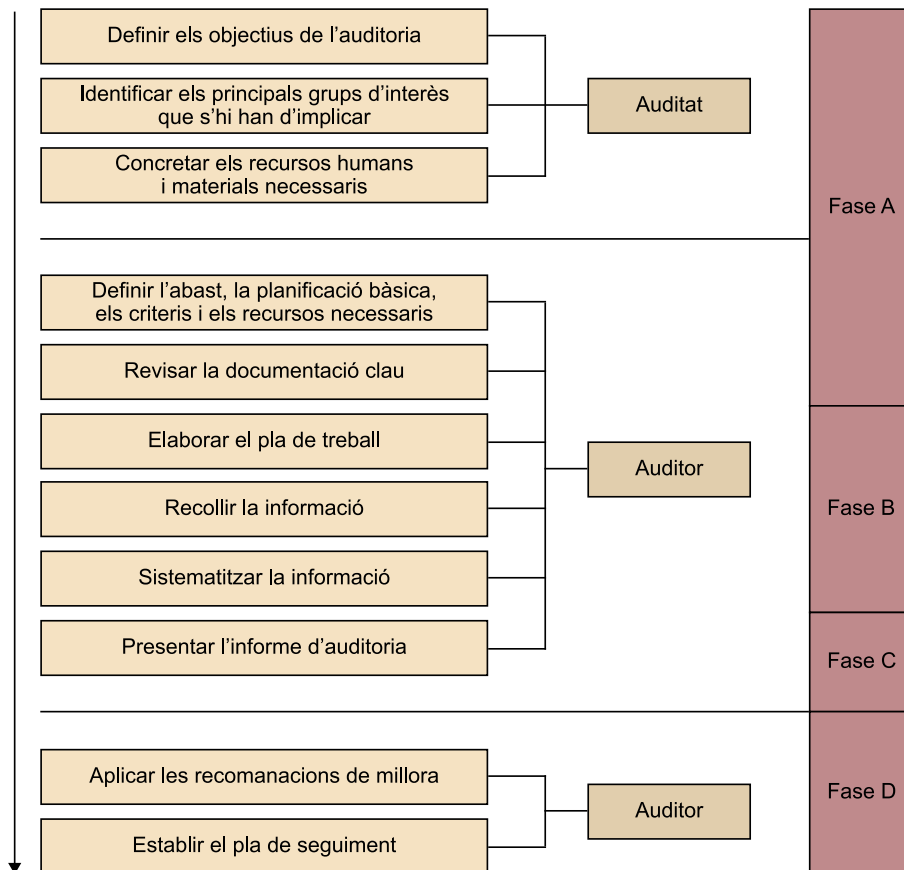 Definir els objectius de l’auditoria
Identificar els principals grups d’interès
que s’hi han d’implicar
Auditat
Concretar els recursos humans
i materials necessaris
Fase A
Definir l’abast, la planificació bàsica,
els criteris i els recursos necessaris
Revisar la documentació clau
Elaborar el pla de treball
Auditor
Recollir la informació
Fase B
Sistematitzar la informació
Presentar l’informe d’auditoria
Fase C
Aplicar les recomanacions de millora
Auditor
Fase D
Establir el pla de seguiment